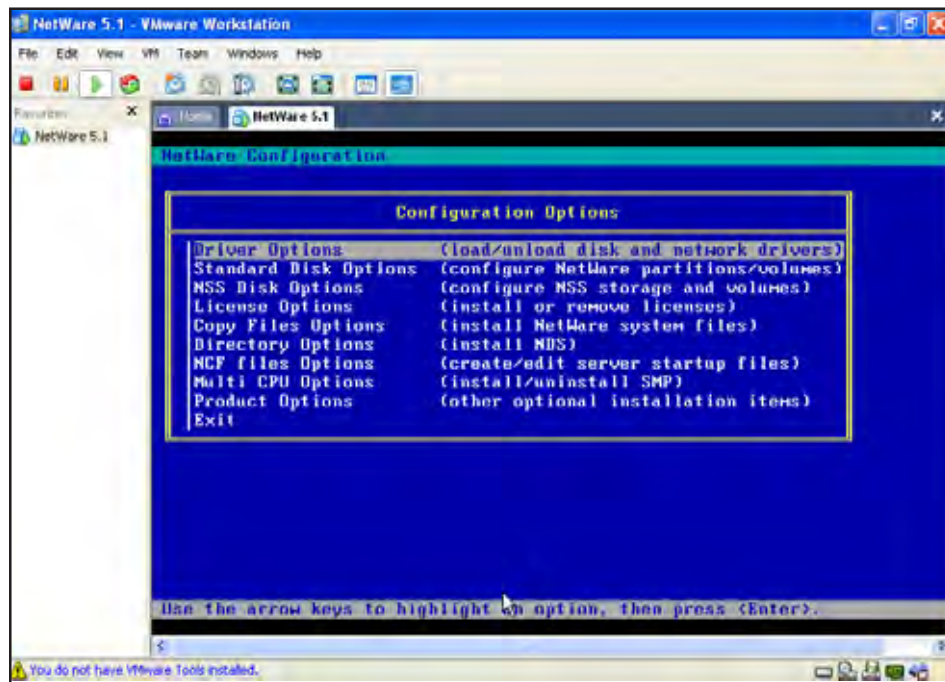 NetWare 5.1 - VMware Workstation
File Edit View VM Team Windows Help
Favorites
Home NetWare 5.1
NetWare 5.1
NetWare Configuration
Configuration Options
Driver Options (load/unload disk and network drivers)
Standard Disk Options (configure NetWare partitions/volumes)
NSS Disk Options (configure NSS storage and volumes)
License Options (install or remove licenses)
Copy Files Options (install NetWare system files)
Directory Options (install NDS)
NCF files Options (create/edit server startup files)
Multi CPU Options (install/uninstall SMP)
Product Options (other optional installation items)
Exit
Use the arrow keys to highlight an option, then press <Enter>.
You do not have VMware Tools installed.